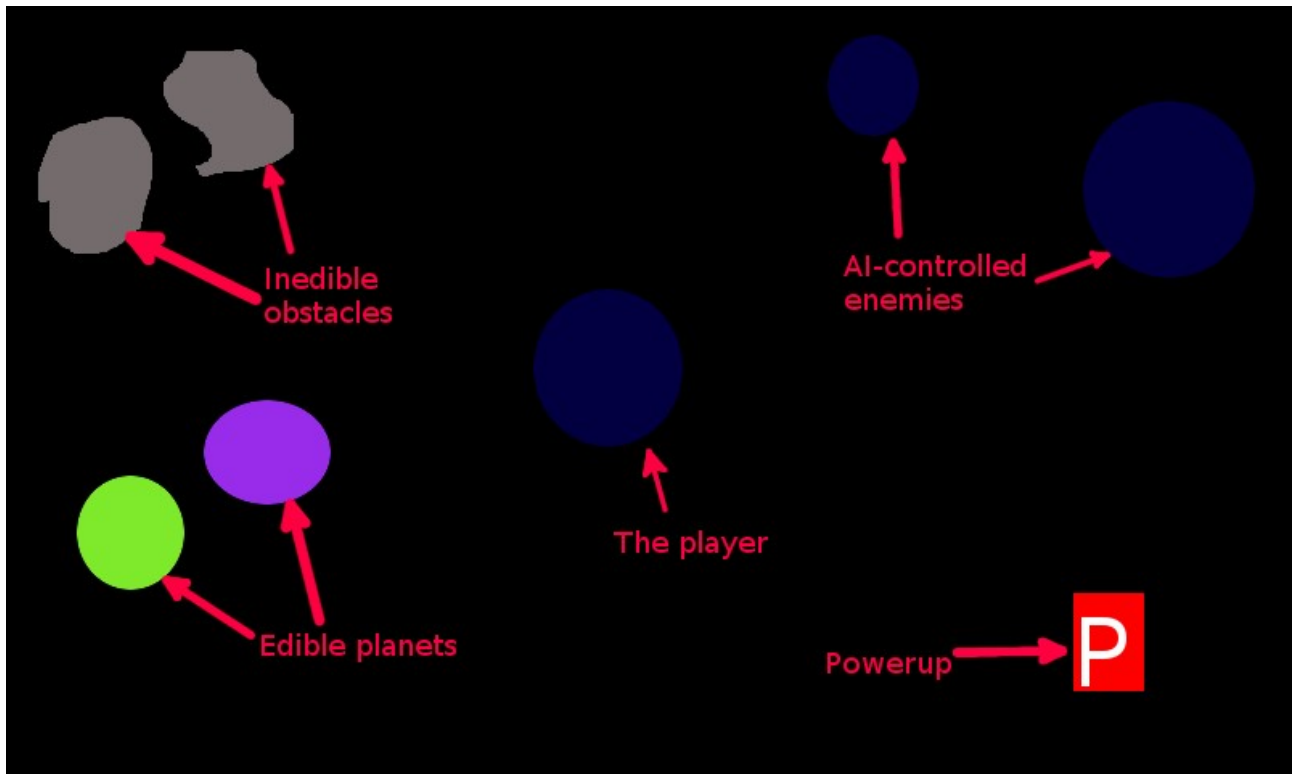 Inedible
obstacles
AI-controlled
enemies
The player
Edible planets
Powerup
P